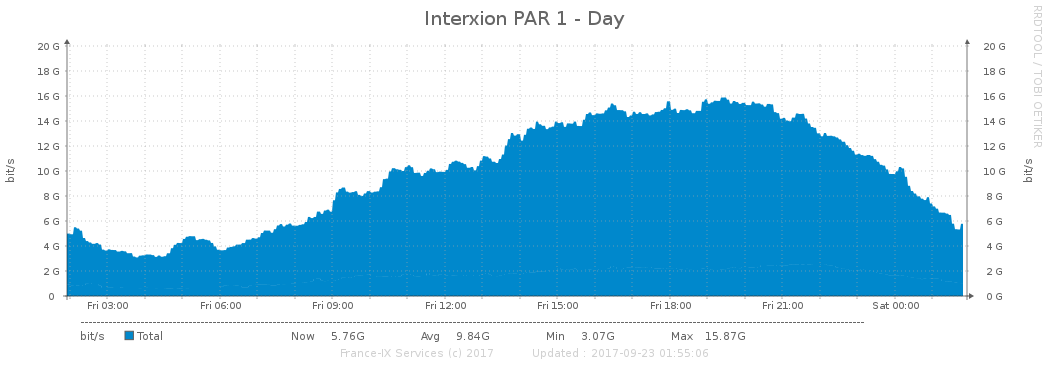 Interxion PAR 1 - Day
RRDTOOL / TOBI OETIKER
20 G 20 G
18 G 18 G
16 G 16 G
14 G 14 G
12 G 12 G
10 G 10 G
8 G 8 G
6 G 6 G
4 G 4 G
2 G 2 G
0 0 G
bit/s bit/s
Fri 03:00 Fri 06:00 Fri 09:00 Fri 12:00 Fri 15:00 Fri 18:00 Fri 21:00 Sat 00:00
bit/s Total Now 5.76G Avg 9.84G Min 3.07G Max 15.87G
France-IX Services (c) 2017 Updated : 2017-09-23 01:55:06